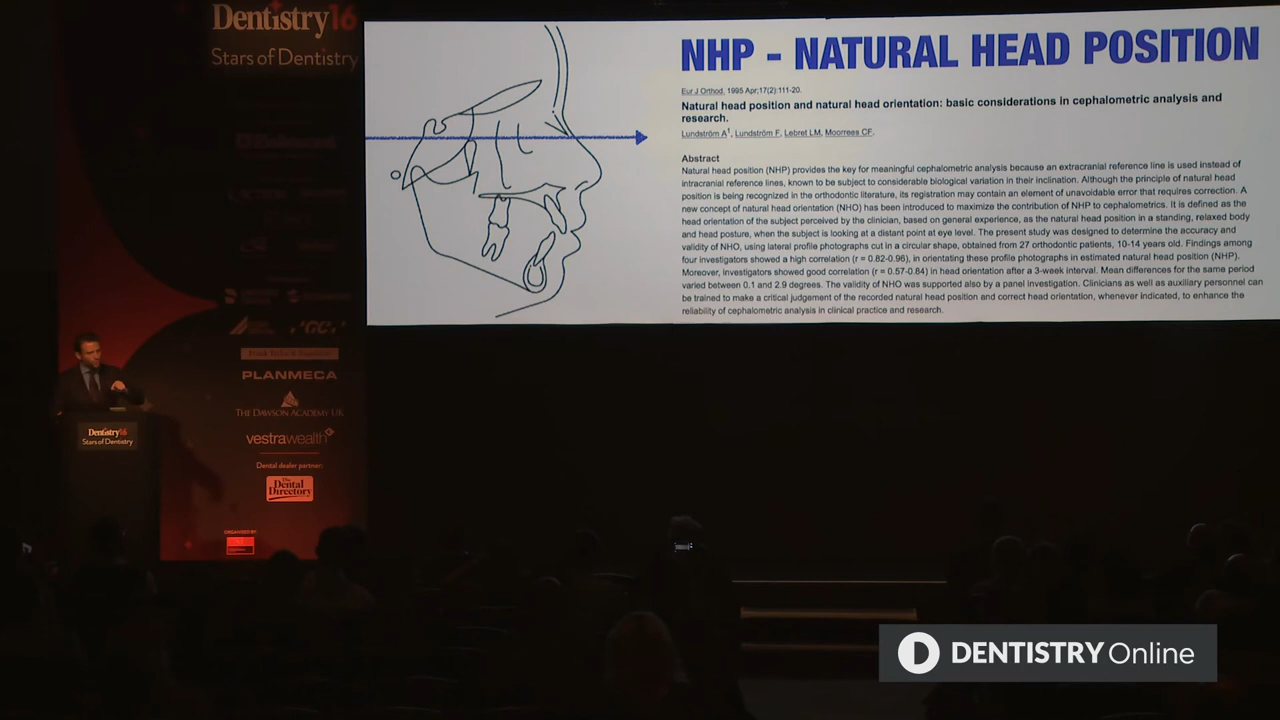 Dentistry16
Stars of Dentistry
NHP - NATURAL HEAD POSITION
Eur J Orthod. 1995 Apr;17(2):111-20.
Natural head position and natural head orientation: basic considerations in cephalometric analysis and
research.
Lundström A1, Lundström F, Lebret LM, Moorrees CF.
Abstract
Natural head position (NHP) provides the key for meaningful cephalometric analysis because an extracranial reference line is used instead of
intracranial reference lines, known to be subject to considerable biological variation in their inclination. Although the principle of natural head
position is being recognized in the orthodontic literature, its registration may contain an element of unavoidable error that requires correction. A
new concept of natural head orientation (NHO) has been introduced to maximize the contribution of NHP to cephalometrics. It is defined as the
head orientation of the subject perceived by the clinician, based on general experience, as the natural head position in a standing, relaxed body
and head posture, when the subject is looking at a distant point at eye level. The present study was designed to determine the accuracy and
validity of NHO, using lateral profile photographs cut in a circular shape, obtained from 27 orthodontic patients, 10-14 years old. Findings among
four investigators showed a high correlation (r = 0.82-0.96), in orientating these profile photographs in estimated natural head position (NHP).
Moreover, investigators showed good correlation (r = 0.57-0.84) in head orientation after a 3-week interval. Mean differences for the same period
varied between 0.1 and 2.9 degrees. The validity of NHO was supported also by a panel investigation. Clinicians as well as auxiliary personnel can
be trained to make a critical judgement of the recorded natural head position and correct head orientation, whenever indicated, to enhance the
reliability of cephalometric analysis in clinical practice and research.
GC
PLANMECA
THE DAWSON ACADEMY UK
vestrawealth
Dental dealer partner:
The
Dental
Directory
ORGANISED BY
Dentistry16
Stars of Dentistry
DENTISTRY Online